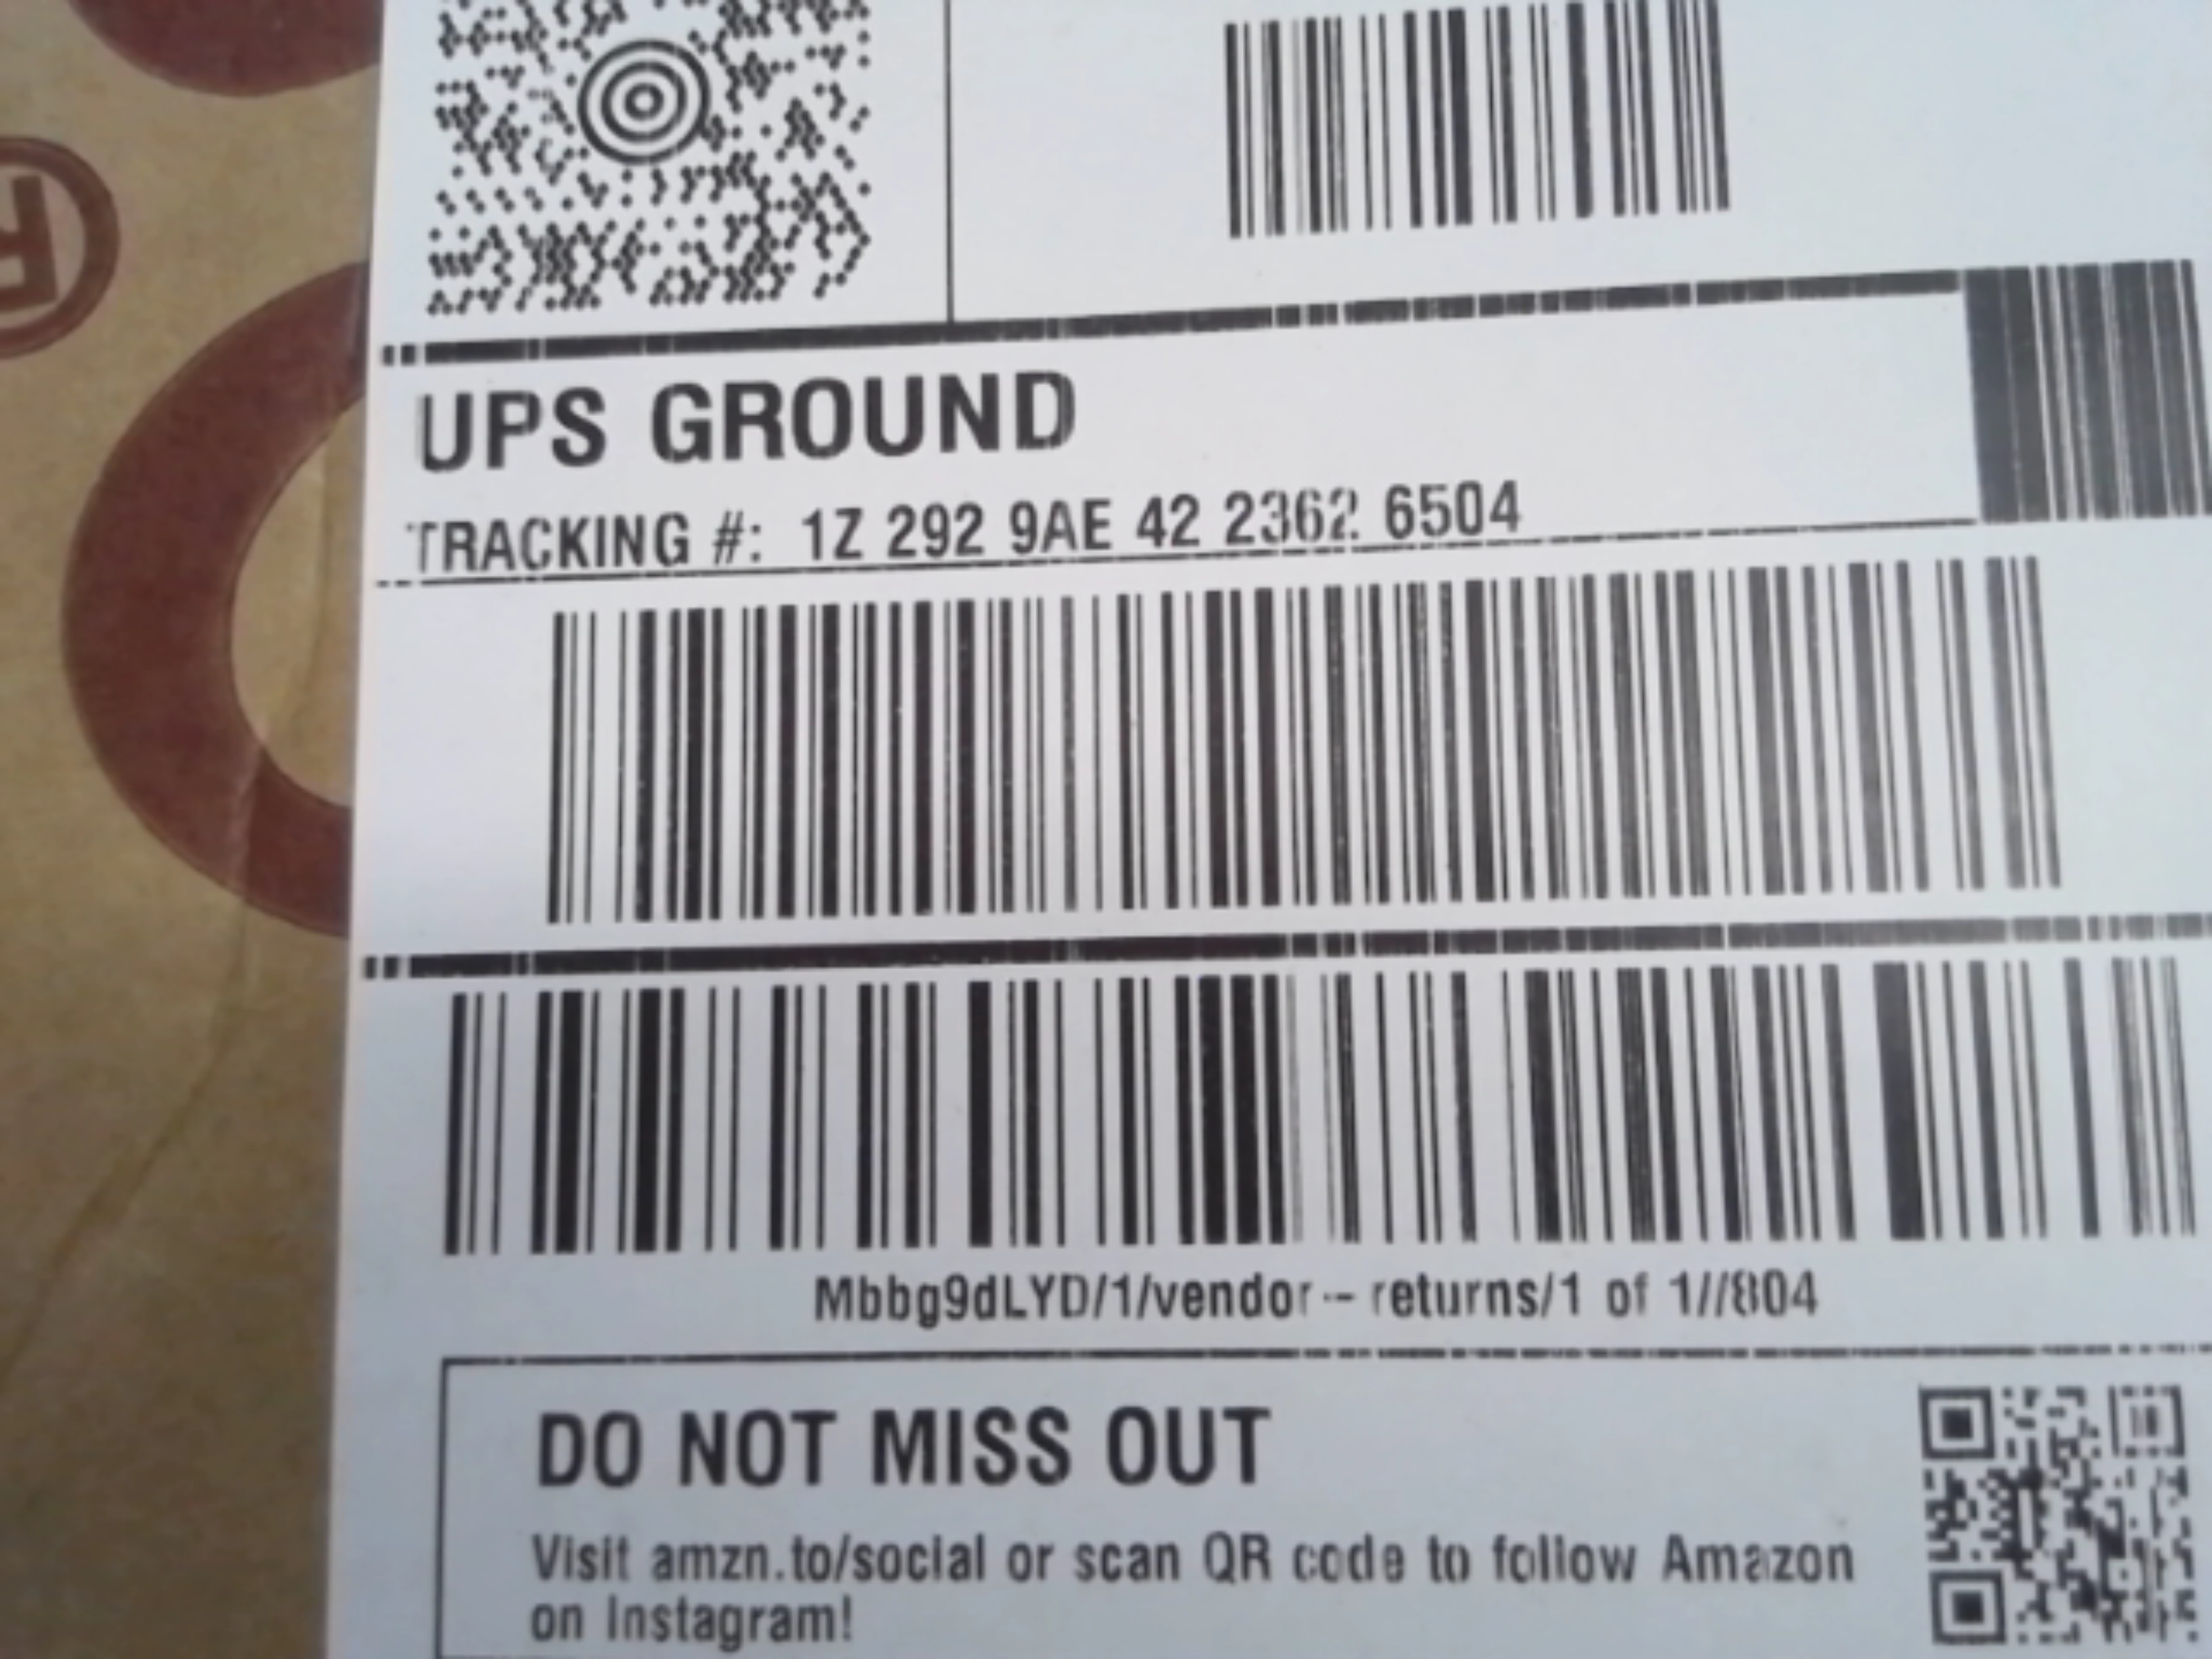 R
UPS GROUND
TRACKING #: 1Z 292 9AE 42 2362 6504
Mbbg9dLYD/1/vendor -- returns/1 of 1//804
DO NOT MISS OUT
Visit amzn.to/social or scan QR code to follow Amazon
on Instagram!